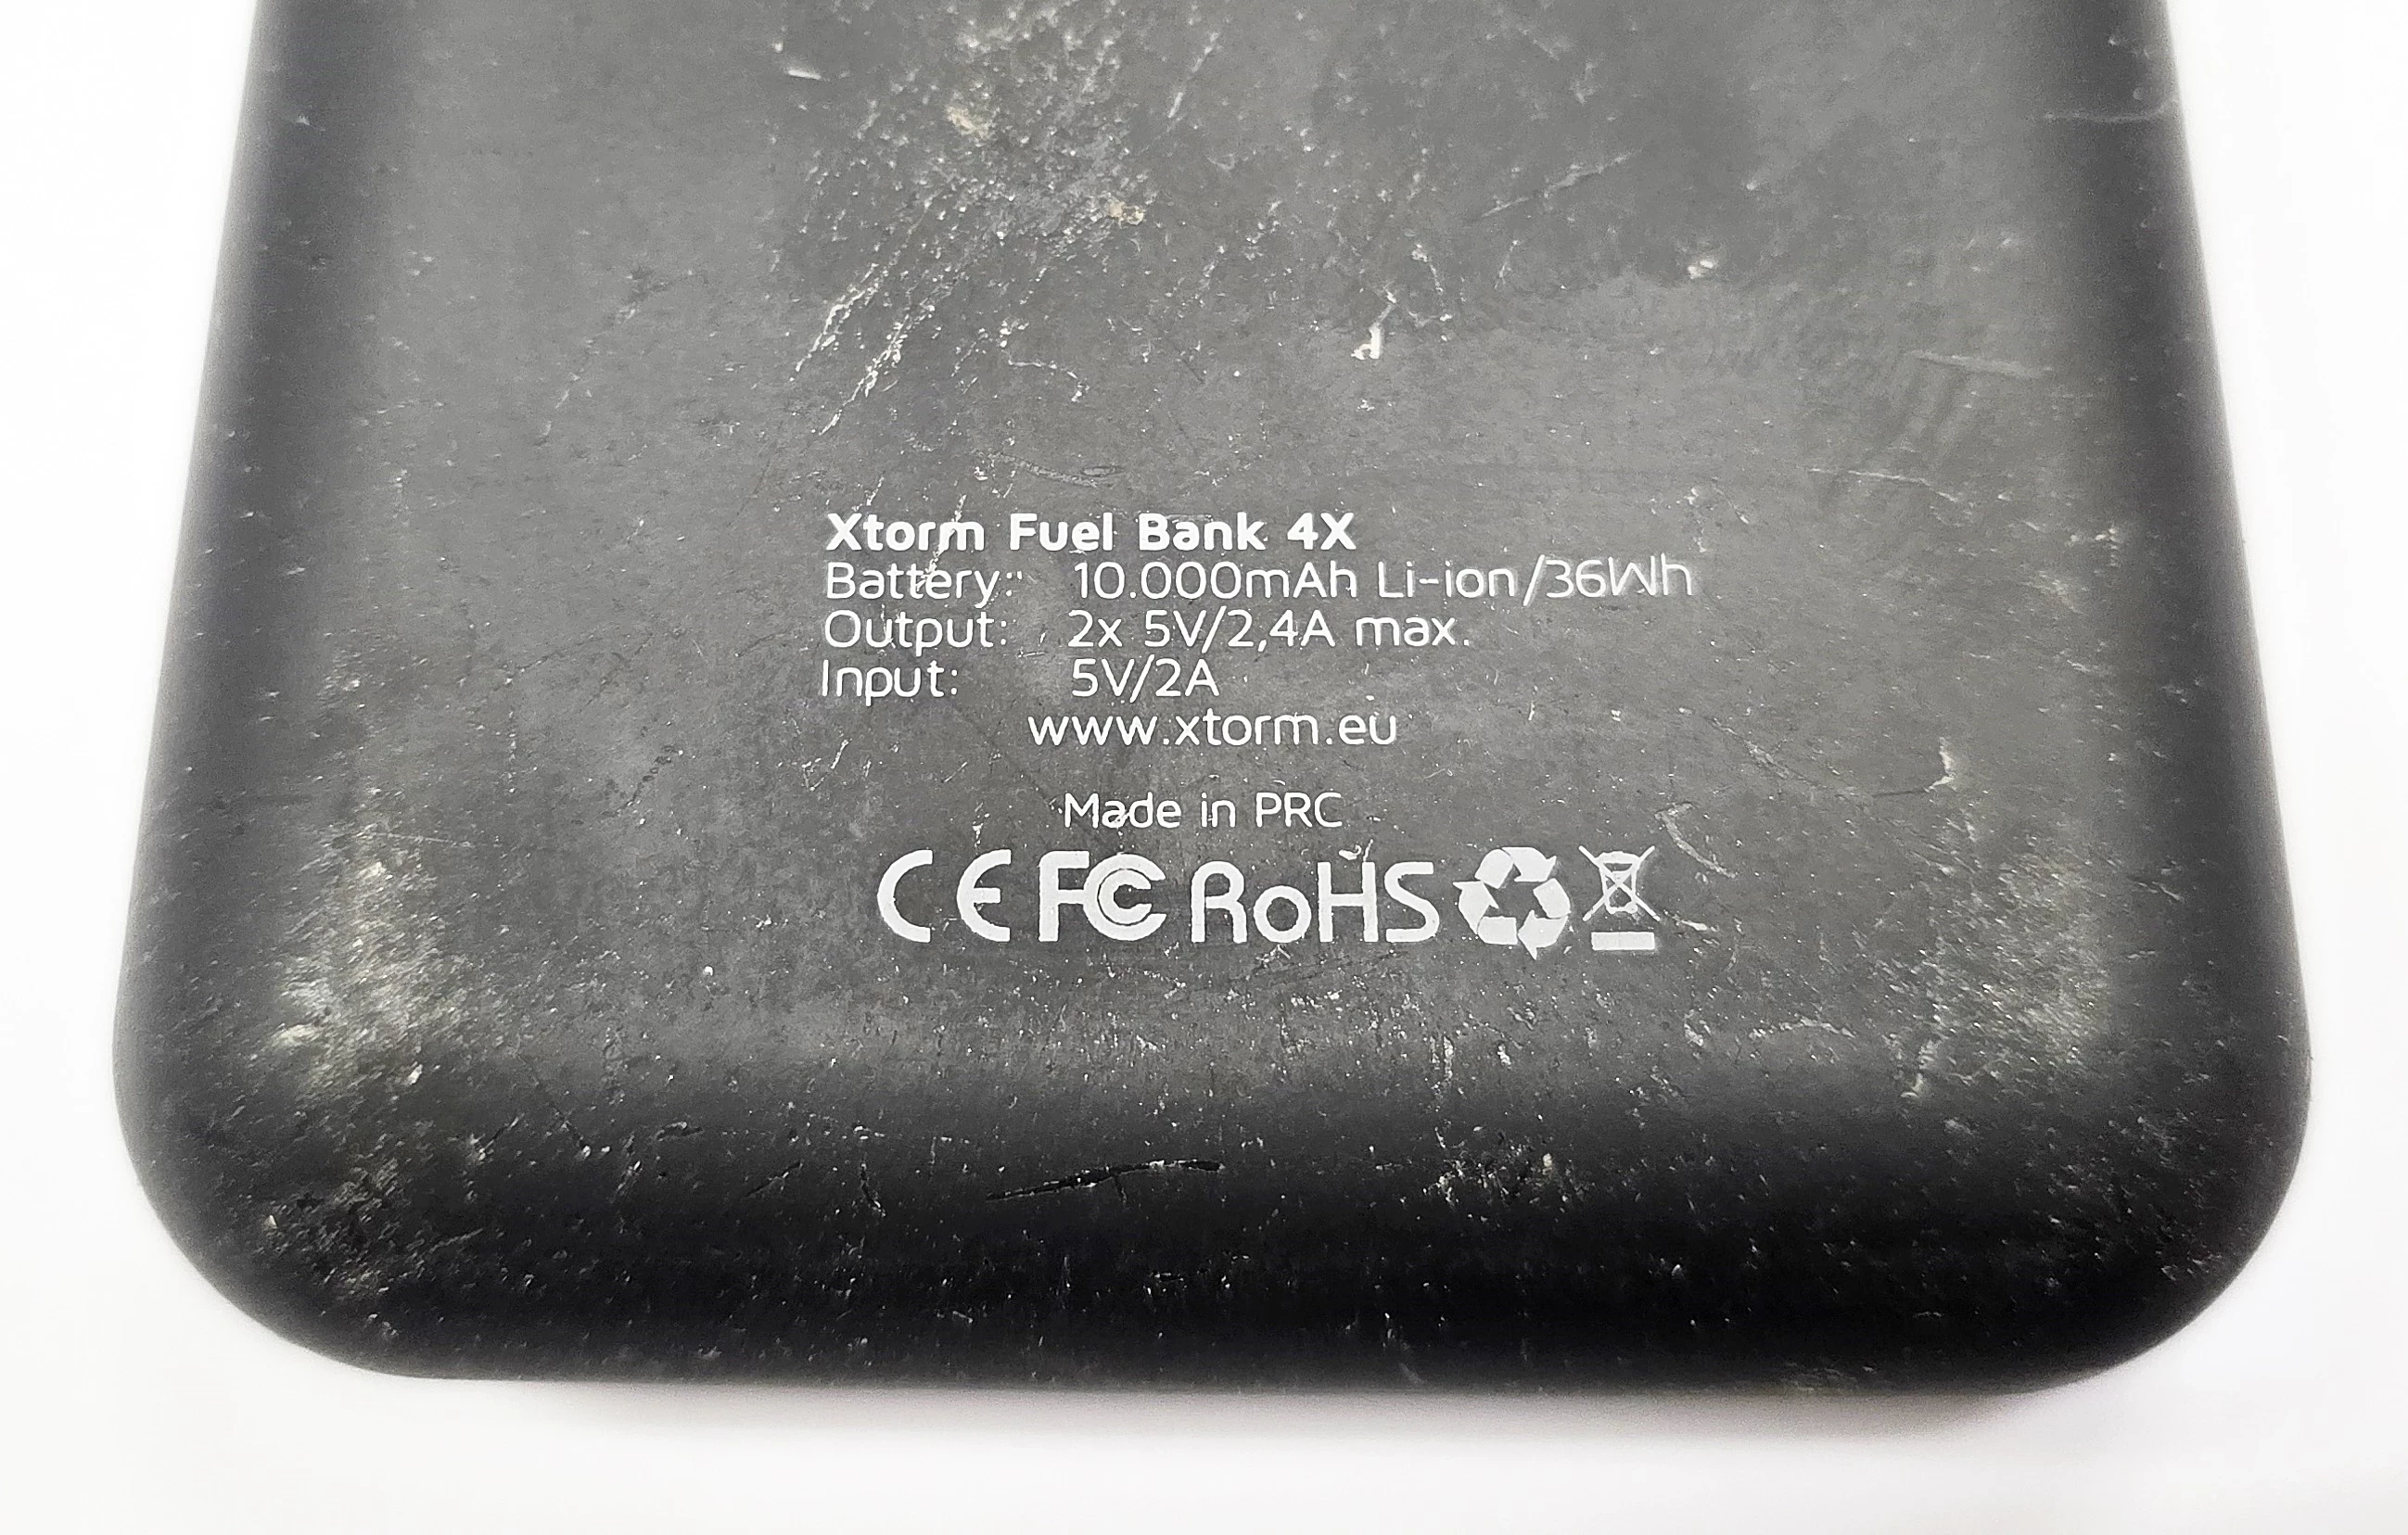 Xtorm Fuel Bank 4X
Battery: 10.000mAh Li-ion/36Wh
Output: 2x 5V/2,4A max.
Input: 5V/2A
www.xtorm.eu
Made in PRC
CE FC RoHS